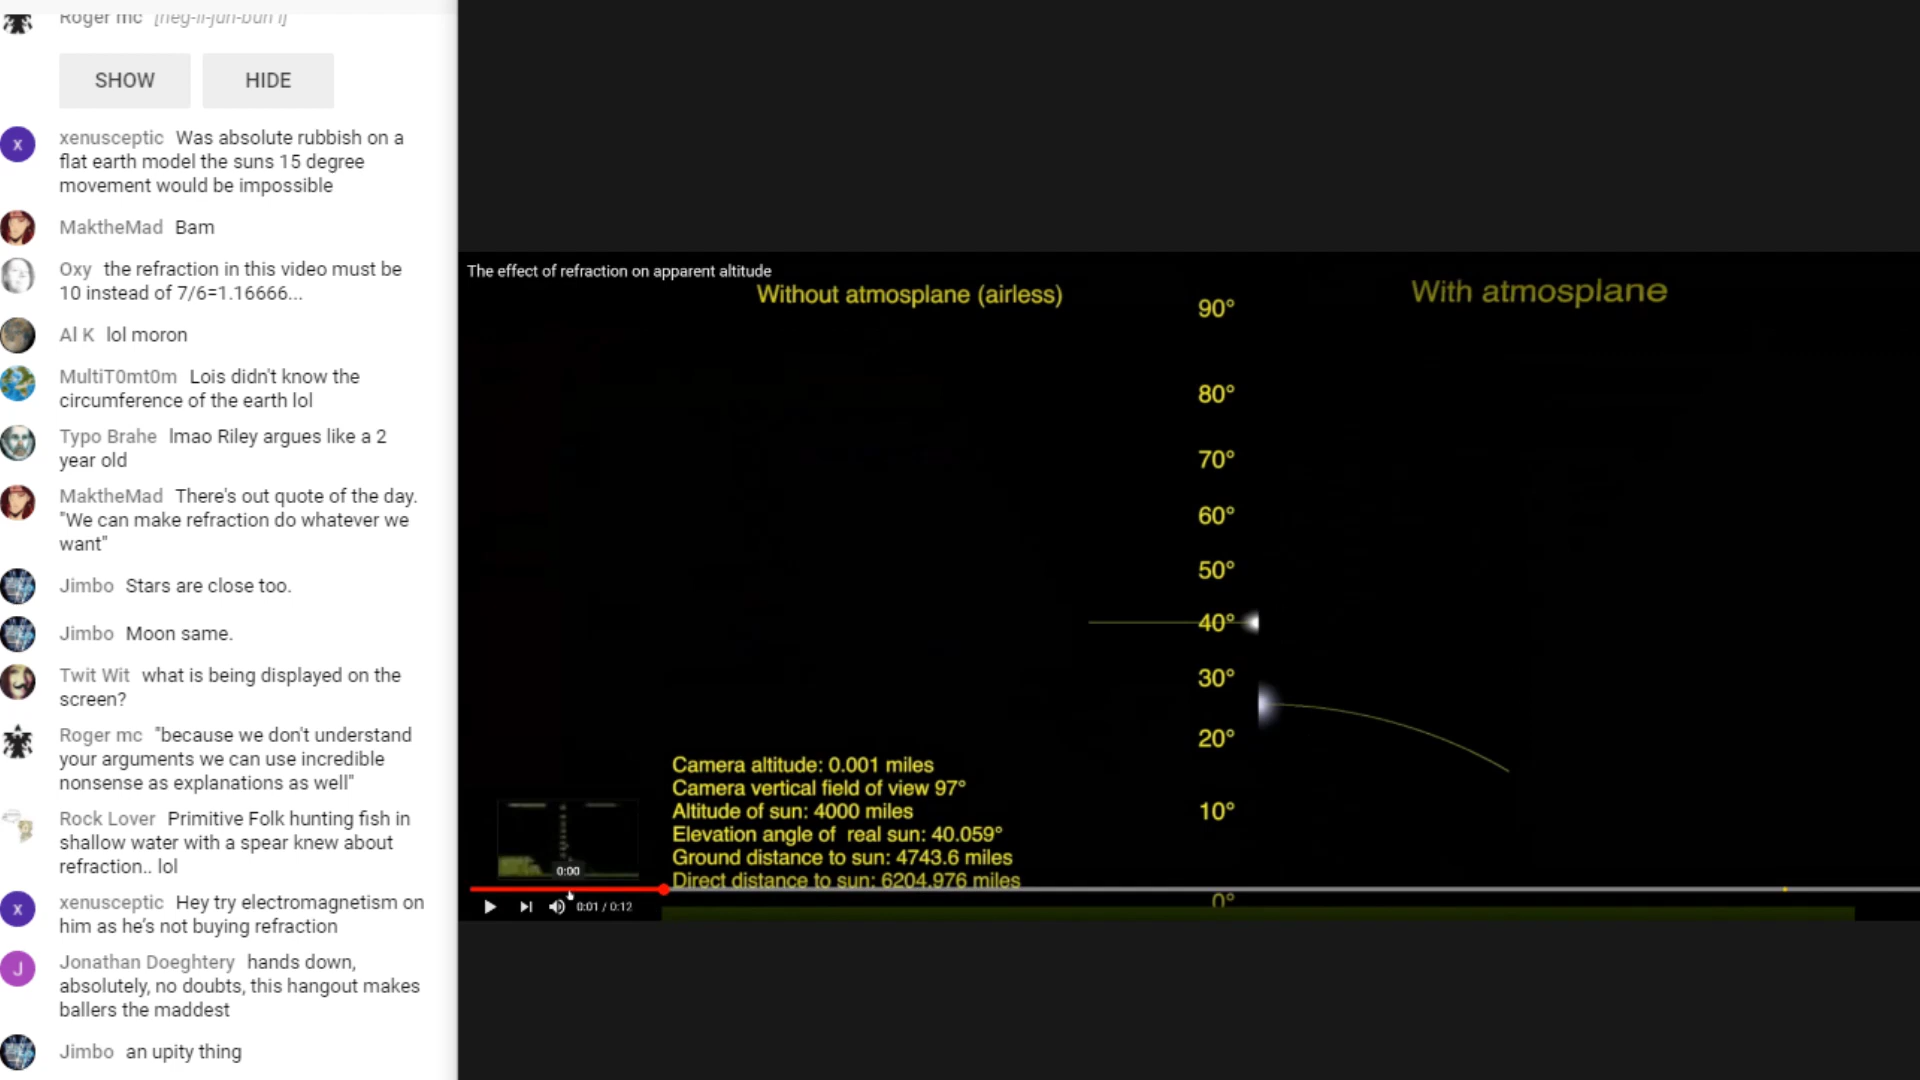 Roger mc [neg-il-jun-bun i]
SHOW HIDE
xenusceptic Was absolute rubbish on a
flat earth model the suns 15 degree
movement would be impossible
MaktheMad Bam
Oxy the refraction in this video must be
10 instead of 7/6=1.16666...
Al K lol moron
MultiT0mt0m Lois didn't know the
circumference of the earth lol
Typo Brahe lmao Riley argues like a 2
year old
MaktheMad There's out quote of the day.
"We can make refraction do whatever we
want"
Jimbo Stars are close too.
Jimbo Moon same.
Twit Wit what is being displayed on the
screen?
Roger mc "because we don't understand
your arguments we can use incredible
nonsense as explanations as well"
Rock Lover Primitive Folk hunting fish in
shallow water with a spear knew about
refraction.. lol
xenusceptic Hey try electromagnetism on
him as he's not buying refraction
Jonathan Doeghtery hands down,
absolutely, no doubts, this hangout makes
ballers the maddest
Jimbo an upity thing
The effect of refraction on apparent altitude
Without atmosplane (airless)
With atmosplane
90°
80°
70°
60°
50°
40°
30°
20°
10°
0°
Camera altitude: 0.001 miles
Camera vertical field of view 97°
Altitude of sun: 4000 miles
Elevation angle of real sun: 40.059°
Ground distance to sun: 4743.6 miles
Direct distance to sun: 6204.976 miles
0:00
0:01 / 0:12
X
X
J